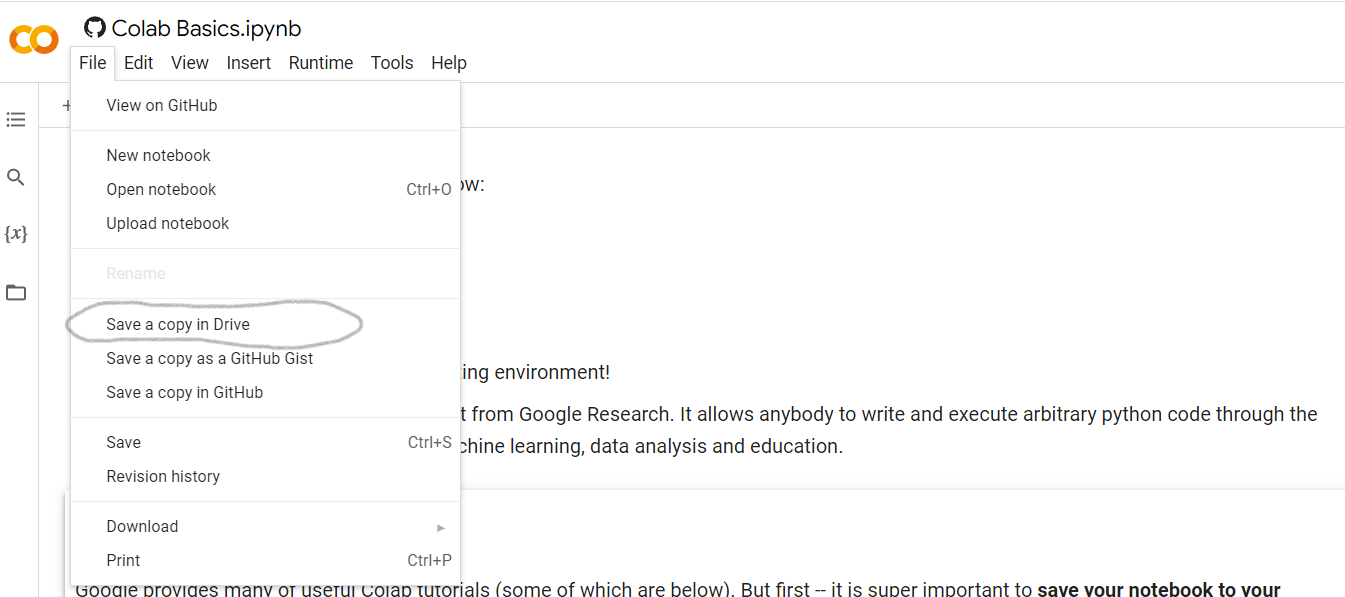 Colab Basics.ipynb
File Edit View Insert Runtime Tools Help
+
View on GitHub
New notebook
Open notebook Ctrl+O
ow:
Upload notebook
{x}
Rename
Save a copy in Drive
Save a copy as a GitHub Gist
ting environment!
Save a copy in GitHub
t from Google Research. It allows anybody to write and execute arbitrary python code through the
Save Ctrl+S
chine learning, data analysis and education.
Revision history
Download ►
Print Ctrl+P
Google provides many of useful Colab tutorials (some of which are below). But first -- it is super important to save your notebook to your